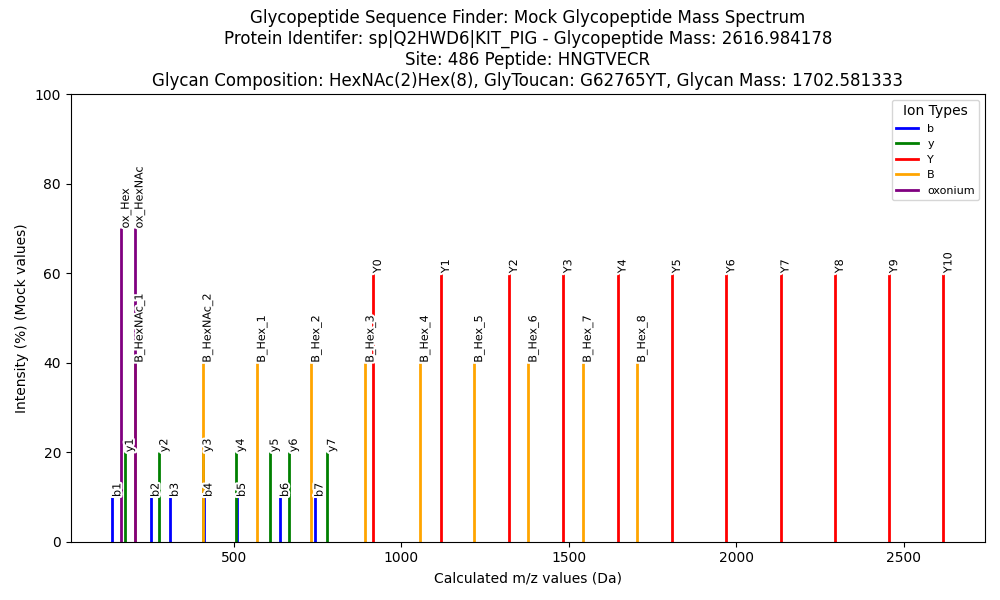 Glycopeptide Sequence Finder: Mock Glycopeptide Mass Spectrum
Protein Identifer: sp|Q2HWD6|KIT_PIG - Glycopeptide Mass: 2616.984178
Site: 486 Peptide: HNGTVECR
Glycan Composition: HexNAc(2)Hex(8), GlyToucan: G62765YT, Glycan Mass: 1702.581333
Intensity (%) (Mock values)
100
80
60
40
20
0
Ion Types
b
y
Y
B
oxonium
ox_Hex
ox_HexNAc
Y0
Y1
Y2
Y3
Y4
Y5
Y6
Y7
Y8
Y9
Y10
B_HexNAc_1
B_HexNAc_2
B_Hex_1
B_Hex_2
B_Hex_3
B_Hex_4
B_Hex_5
B_Hex_6
B_Hex_7
B_Hex_8
y1
y2
y3
y4
y5
y6
y7
b1
b2
b3
b4
b5
b6
b7
500
1000
1500
2000
2500
Calculated m/z values (Da)